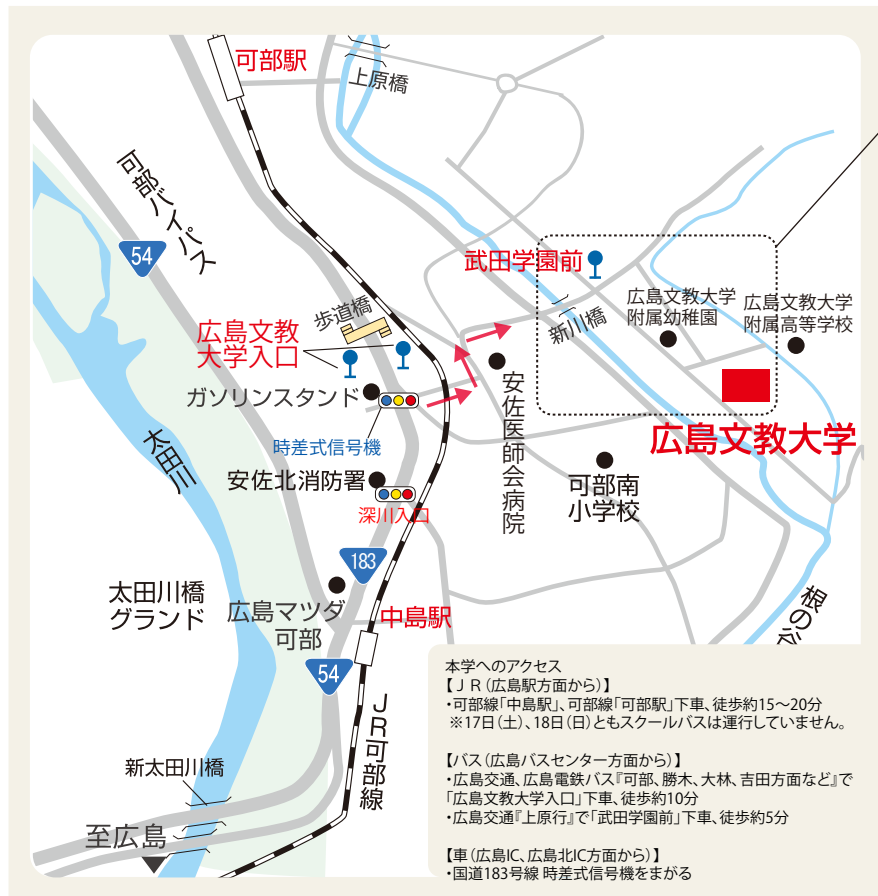 可部駅
上原橋
可部バイパス
54
武田学園前
歩道橋
広島文教
大学入口
新川橋
広島文教大学
附属幼稚園
広島文教大学
附属高等学校
ガソリンスタンド
安佐医師会病院
広島文教大学
時差式信号機
太田川
安佐北消防署
可部南
小学校
深川入口
183
太田川橋
グランド
広島マツダ
可部
中島駅
根の谷
54
JR可部線
新太田川橋
至広島
本学へのアクセス
【ＪＲ(広島駅方面から)】
・可部線「中島駅」、可部線「可部駅」下車、徒歩約15〜20分
※17日(土)、18日(日)ともスクールバスは運行していません。
【バス(広島バスセンター方面から)】
・広島交通、広島電鉄バス『可部、勝木、大林、吉田方面など』で
「広島文教大学入口」下車、徒歩約10分
・広島交通『上原行』で「武田学園前」下車、徒歩約5分
【車(広島IC、広島北IC方面から)】
・国道183号線 時差式信号機をまがる